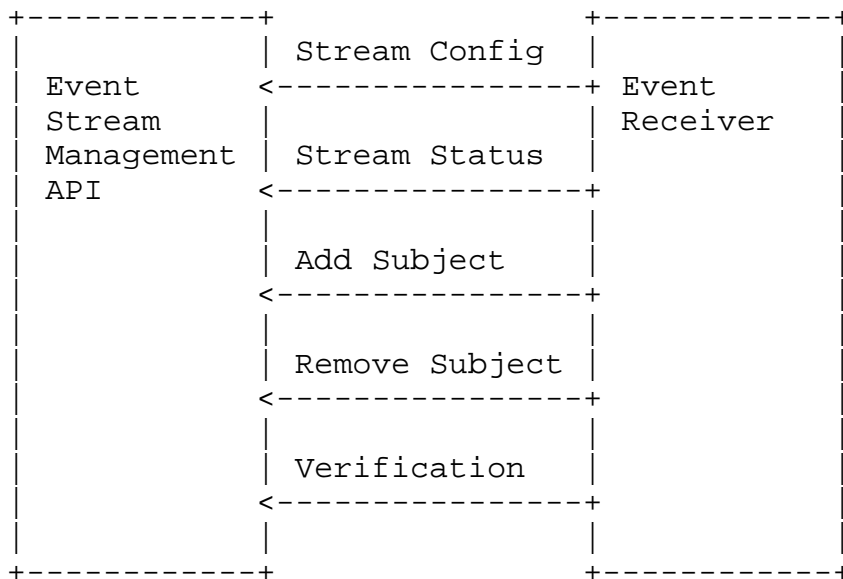 Stream Config
Event Event
Stream Receiver
Management Stream Status
API
Add Subject
Remove Subject
Verification